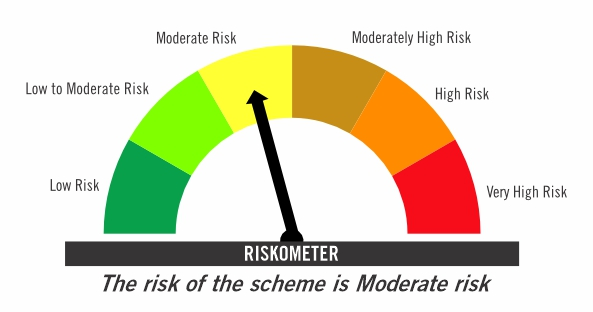 Moderate Risk
Moderately High Risk
Low to Moderate Risk
High Risk
Low Risk
Very High Risk
RISKOMETER
The risk of the scheme is Moderate risk